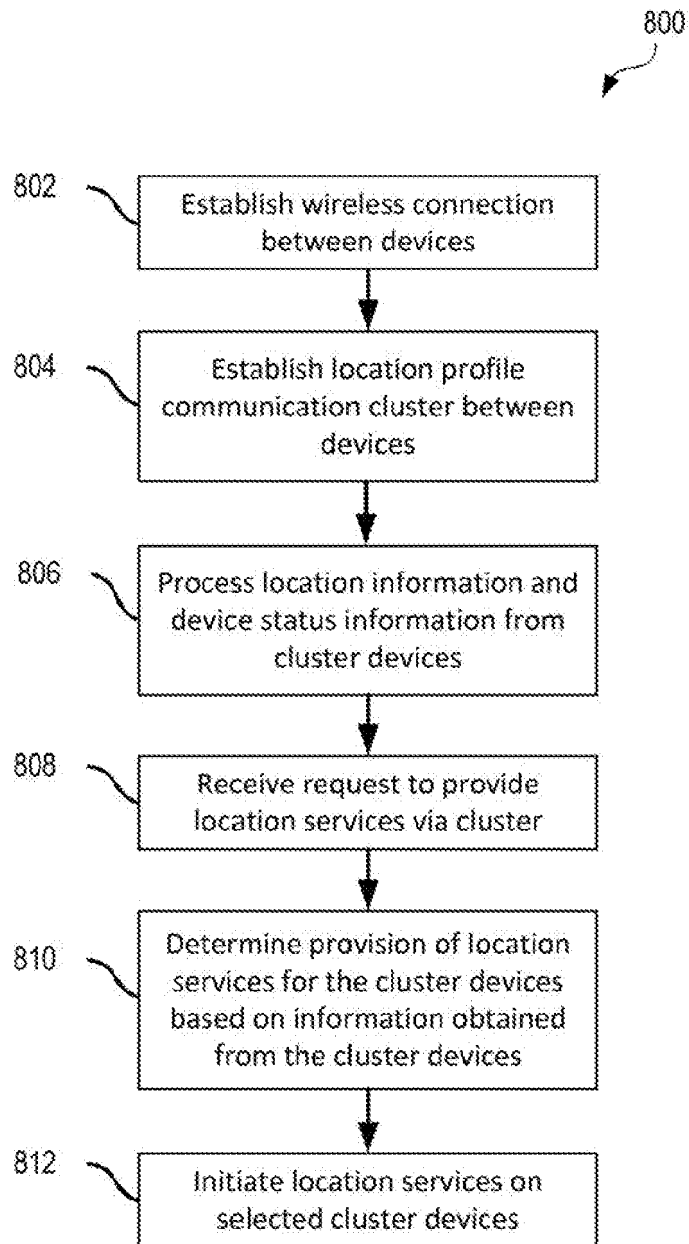 800
802
Establish wireless connection
between devices
804
Establish location profile
communication cluster between
devices
806
Process location information and
device status information from
cluster devices
808
Receive request to provide
location services via cluster
810
Determine provision of location
services for the cluster devices
based on information obtained
from the cluster devices
812
Initiate location services on
selected cluster devices